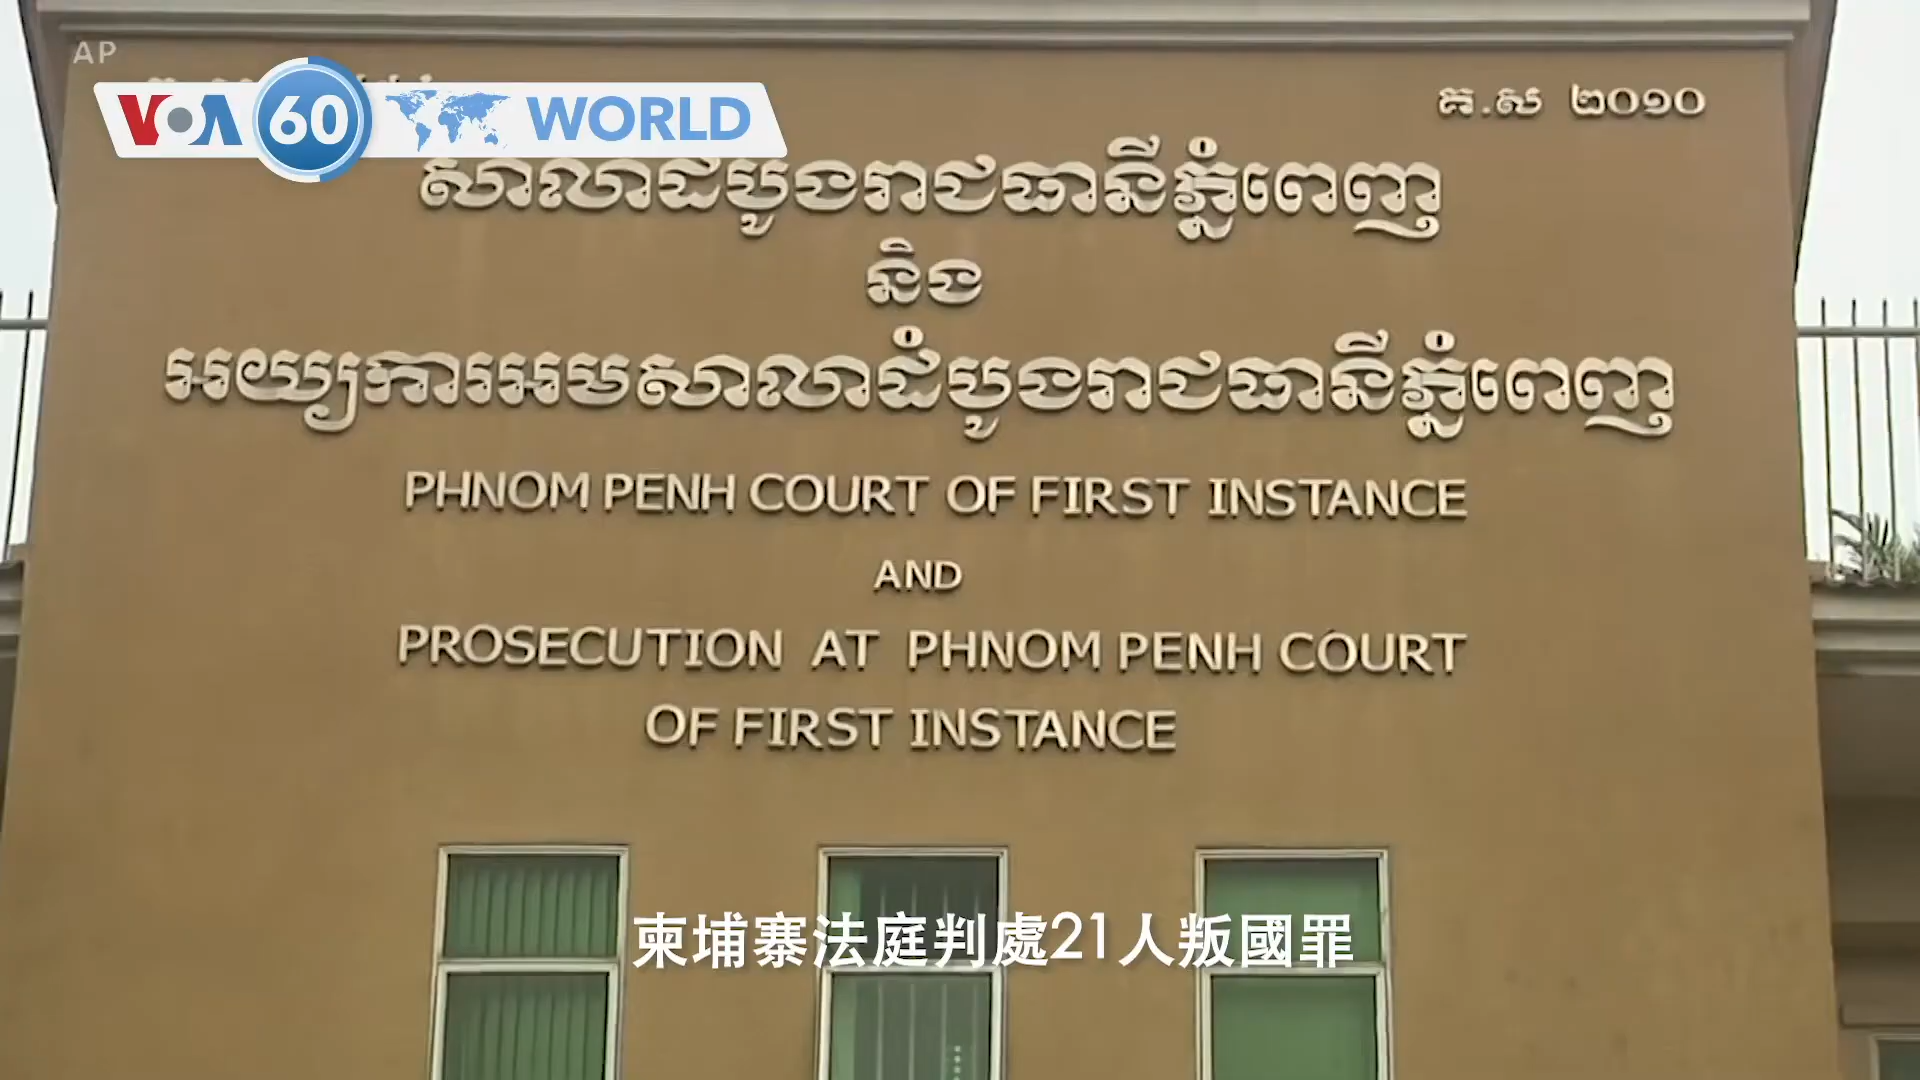 AP
VOA 60 WORLD
គ.ស ២០១០
សាលាដំបូងរាជធានីភ្នំពេញ
និង
អយ្យការអមសាលាដំបូងរាជធានីភ្នំពេញ
PHNOM PENH COURT OF FIRST INSTANCE
AND
PROSECUTION AT PHNOM PENH COURT
OF FIRST INSTANCE
柬埔寨法庭判處21人叛國罪